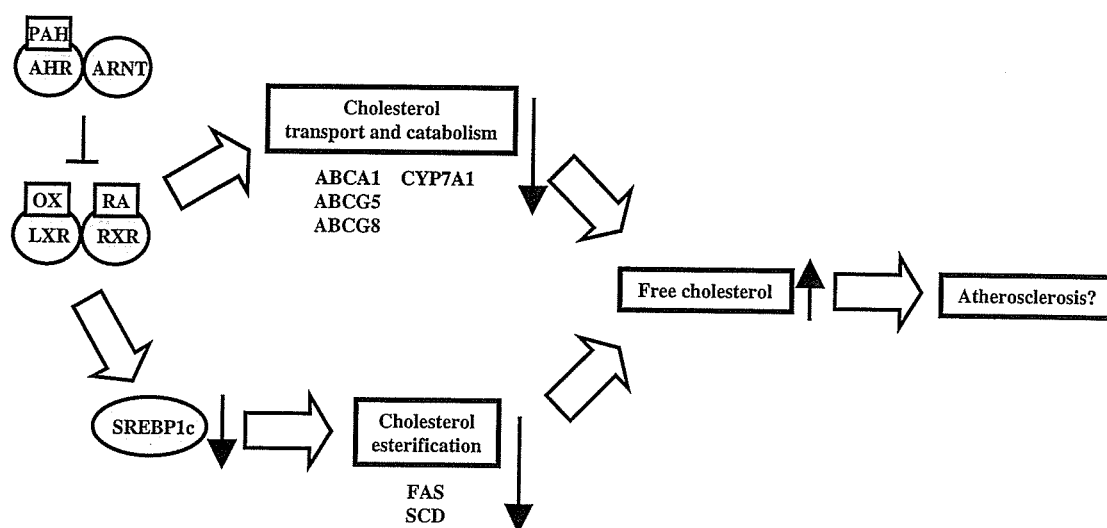 PAH
AHR ARNT
OX RA
LXR RXR
Cholesterol
transport and catabolism
ABCA1 CYP7A1
ABCG5
ABCG8
Free cholesterol
Atherosclerosis?
SREBP1c
Cholesterol
esterification
FAS
SCD